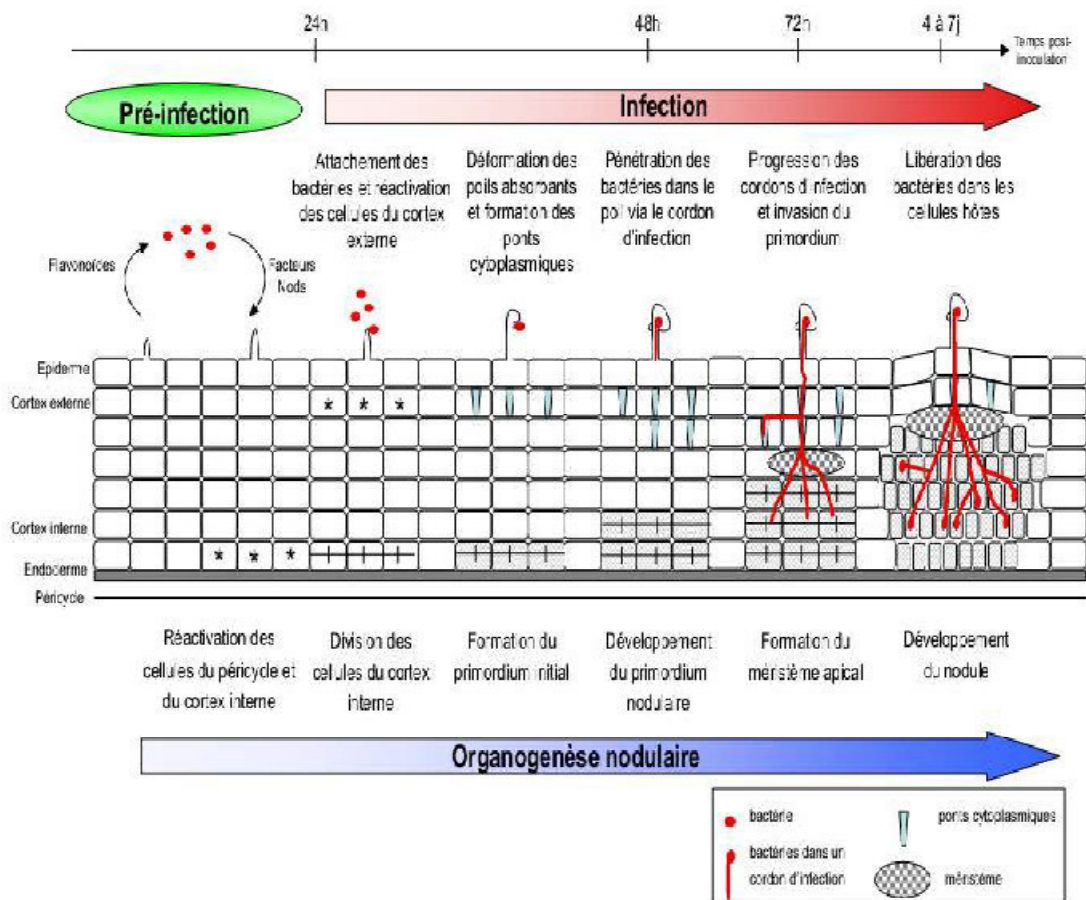 24h
48h
72h
4 à 7j
Temps post-
inoculation
Pré-infection
Infection
Attachement des
bactéries et réactivation
des cellules du cortex
externe
Déformation des
poils absorbants
et formation des
ponts
cytoplasmiques
Pénétration des
bactéries dans le
poil via le cordon
d'infection
Progression des
cordons d'infection
et invasion du
primordium
Libération des
bactéries dans les
cellules hôtes
Flavonoïdes
Facteurs
Nods
Epiderme
Cortex externe
Cortex interne
Endoderme
Péricycle
Réactivation des
cellules du péricycle et
du cortex interne
Division des
cellules du cortex
interne
Formation du
primordium initial
Développement
du primordium
nodulaire
Formation du
méristème apical
Développement
du nodule
Organogenèse nodulaire
bactérie
bactéries dans un
cordon d'infection
ponts cytoplasmiques
méristème